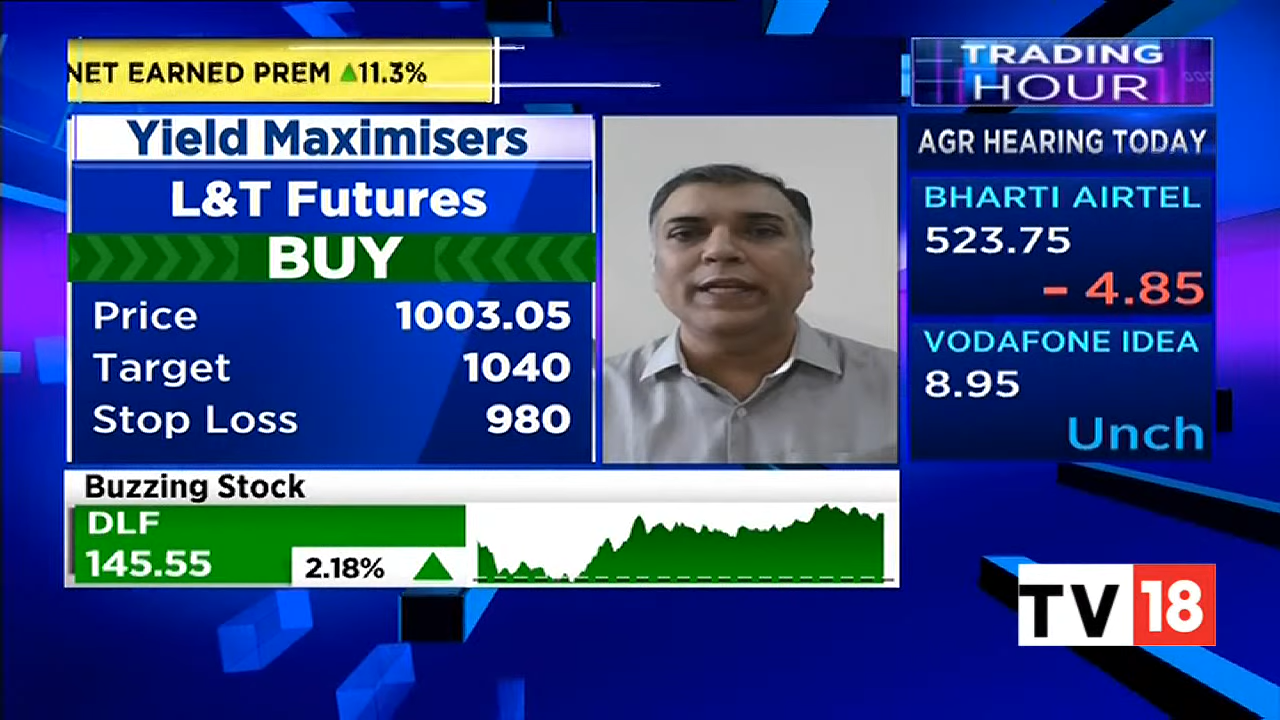 NET EARNED PREM ▲11.3%
TRADING
HOUR
Yield Maximisers
L&T Futures
BUY
Price 1003.05
Target 1040
Stop Loss 980
AGR HEARING TODAY
BHARTI AIRTEL
523.75
- 4.85
VODAFONE IDEA
8.95
Unch
Buzzing Stock
DLF
145.55
2.18%
TV18